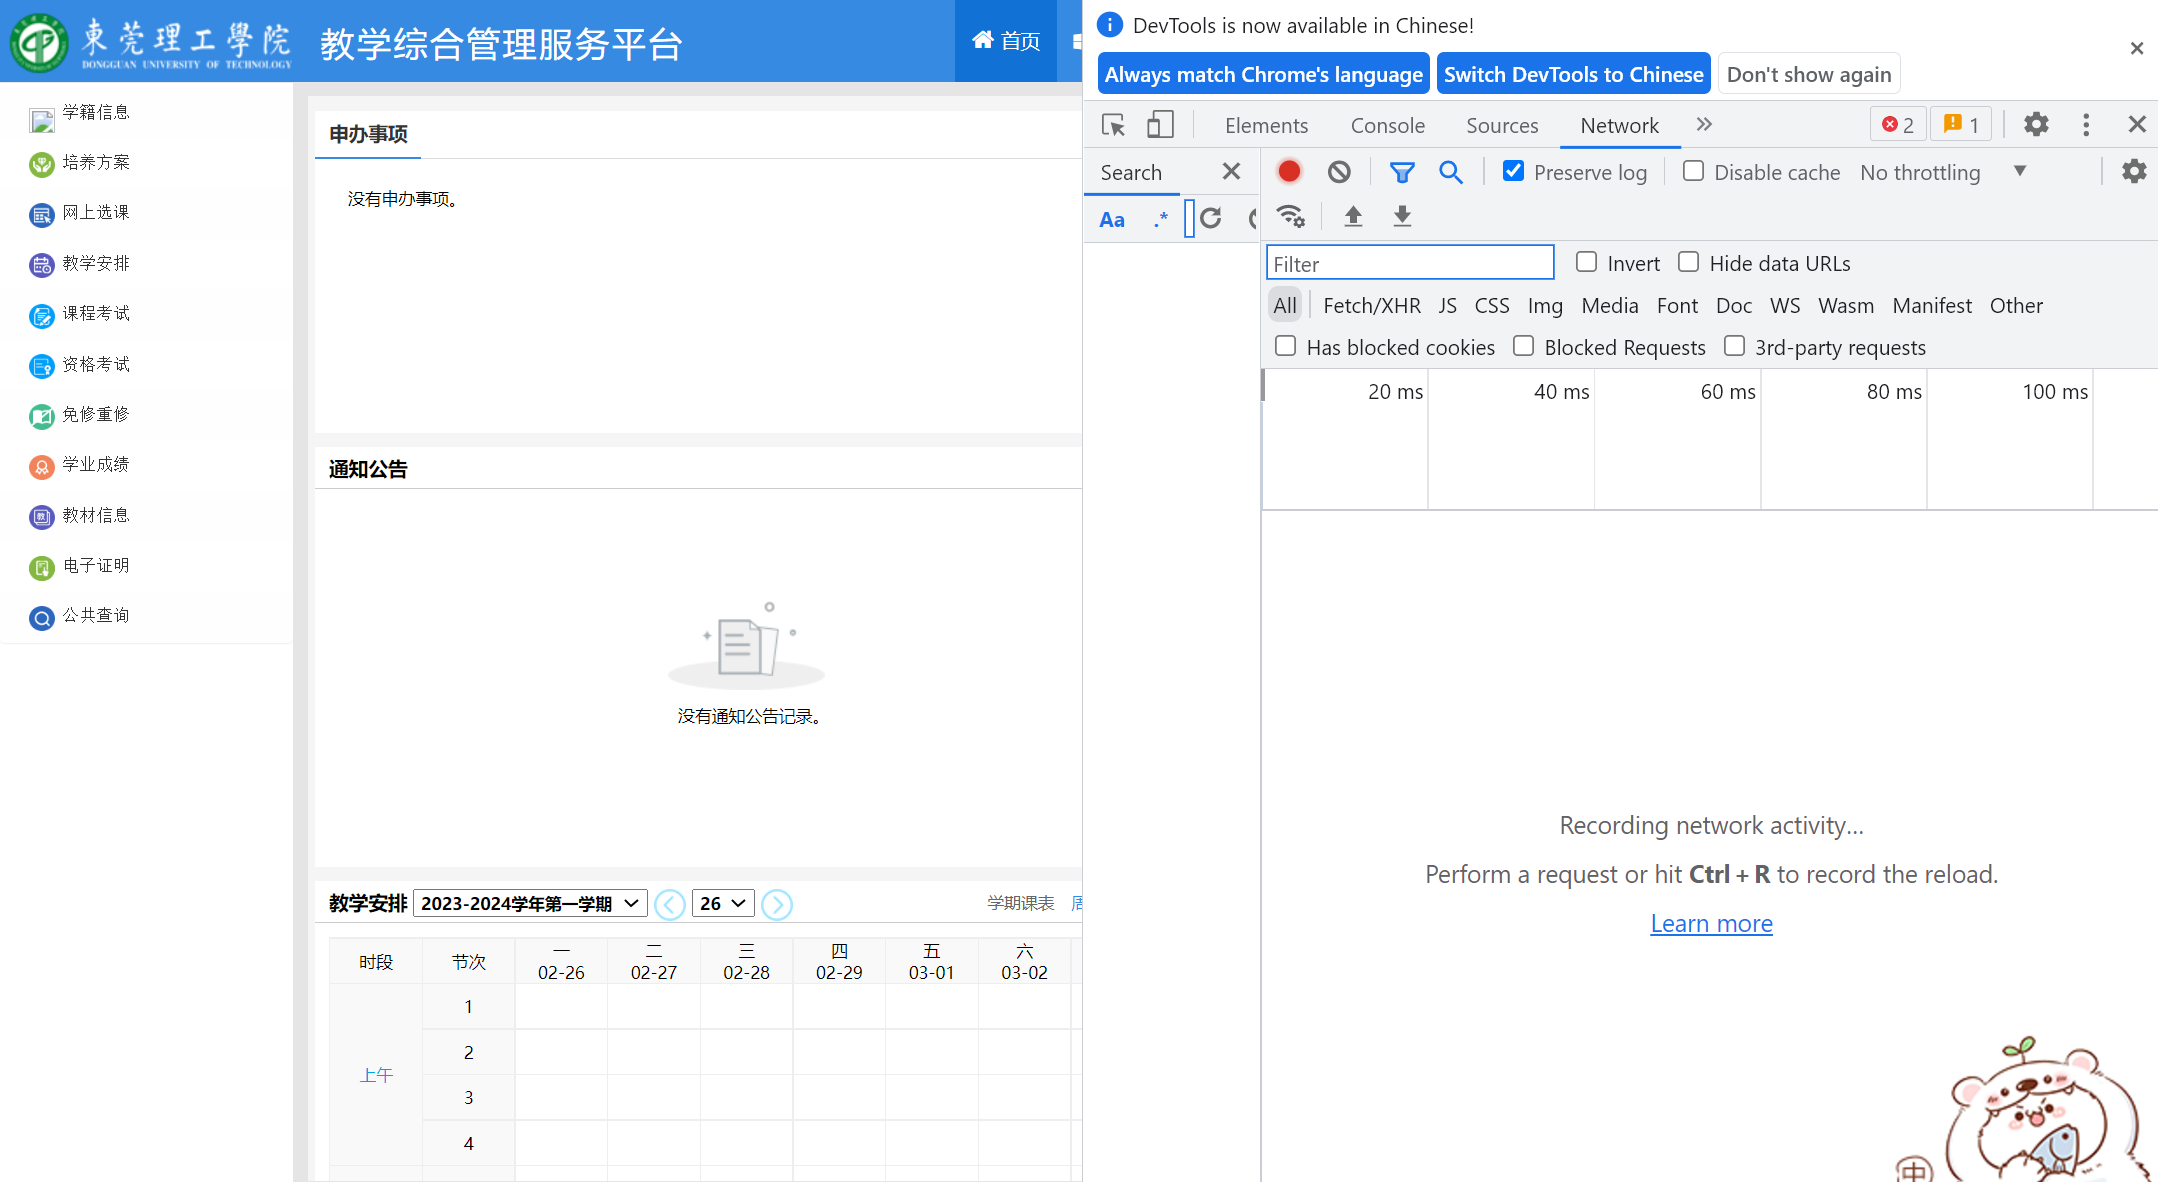 東莞理工學院
DONGGUAN UNIVERSITY OF TECHNOLOGY
教学综合管理服务平台
首页
学籍信息
培养方案
网上选课
教学安排
课程考试
资格考试
免修重修
学业成绩
教材信息
电子证明
公共查询
申办事项
没有申办事项。
通知公告
没有通知公告记录。
教学安排 2023-2024学年第一学期 26 学期课表 周
时段 节次 一 二 三 四 五 六
02-26 02-27 02-28 02-29 03-01 03-02
上午
1
2
3
4
DevTools is now available in Chinese!
Always match Chrome's language Switch DevTools to Chinese Don't show again
Elements Console Sources Network 2 1
Search
Aa .*
Preserve log Disable cache No throttling
Filter Invert Hide data URLs
All Fetch/XHR JS CSS Img Media Font Doc WS Wasm Manifest Other
Has blocked cookies Blocked Requests 3rd-party requests
20 ms 40 ms 60 ms 80 ms 100 ms
Recording network activity…
Perform a request or hit Ctrl + R to record the reload.
Learn more
中